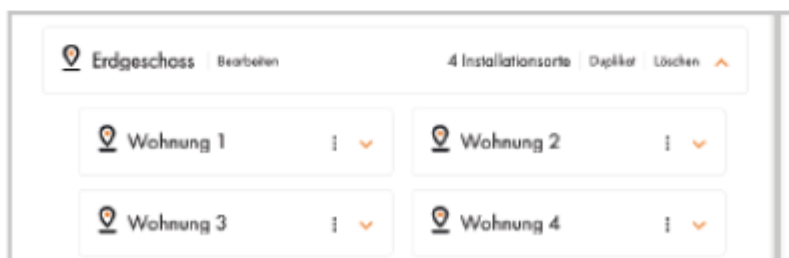 Erdgeschoss Bearbeiten 4 Installationsorte Duplikat Löschen
Wohnung 1 Wohnung 2
Wohnung 3 Wohnung 4